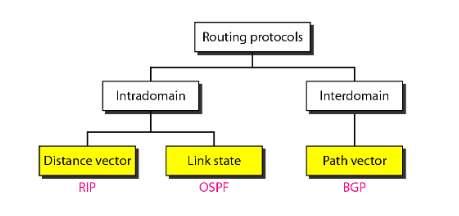 Routing protocols
Intradomain
Interdomain
Distance vector
Link state
Path vector
RIP
OSPF
BGP